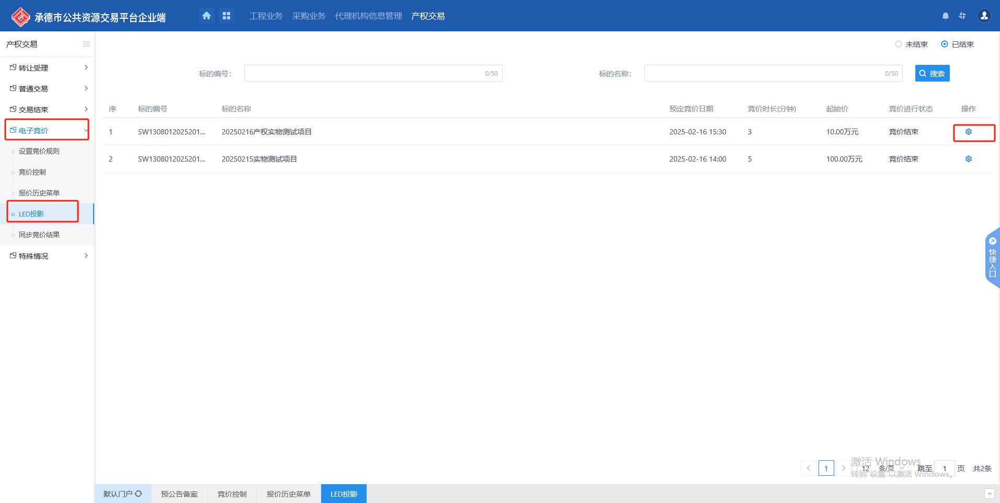 承德市公共资源交易平台企业端
工程业务 采购业务 代理机构信息管理 产权交易
产权交易
转让受理
普通交易
交易结束
电子竞价
设置竞价规则
竞价控制
报价历史菜单
LED投影
同步竞价结果
特殊情况
未结束 已结束
标的编号： 0/50 标的名称： 0/50 搜索
序 标的编号 标的名称 预定竞价日期 竞价时长(分钟) 起始价 竞价进行状态 操作
1 SW1308012025201... 20250216产权实物测试项目 2025-02-16 15:30 3 10.00万元 竞价结束
2 SW1308012025201... 20250215实物测试项目 2025-02-16 14:00 5 100.00万元 竞价结束
快捷入口
1 12 条/页 跳至 1 页 共2条
激活 Windows
转到"设置"以激活 Windows。
默认门户 预公告备案 竞价控制 报价历史菜单 LED投影